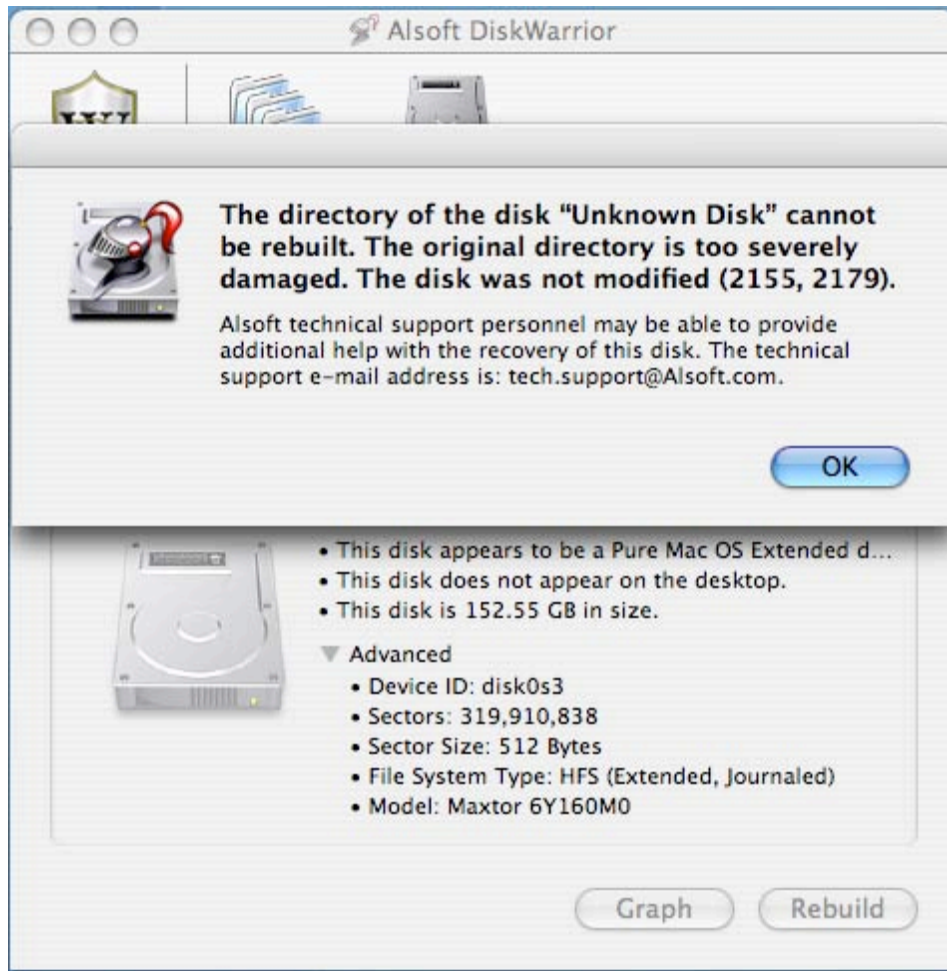 Alsoft DiskWarrior
The directory of the disk “Unknown Disk” cannot
be rebuilt. The original directory is too severely
damaged. The disk was not modified (2155, 2179).
Alsoft technical support personnel may be able to provide
additional help with the recovery of this disk. The technical
support e-mail address is: tech.support@Alsoft.com.
OK
• This disk appears to be a Pure Mac OS Extended d...
• This disk does not appear on the desktop.
• This disk is 152.55 GB in size.
Advanced
• Device ID: disk0s3
• Sectors: 319,910,838
• Sector Size: 512 Bytes
• File System Type: HFS (Extended, Journaled)
• Model: Maxtor 6Y160M0
Graph
Rebuild